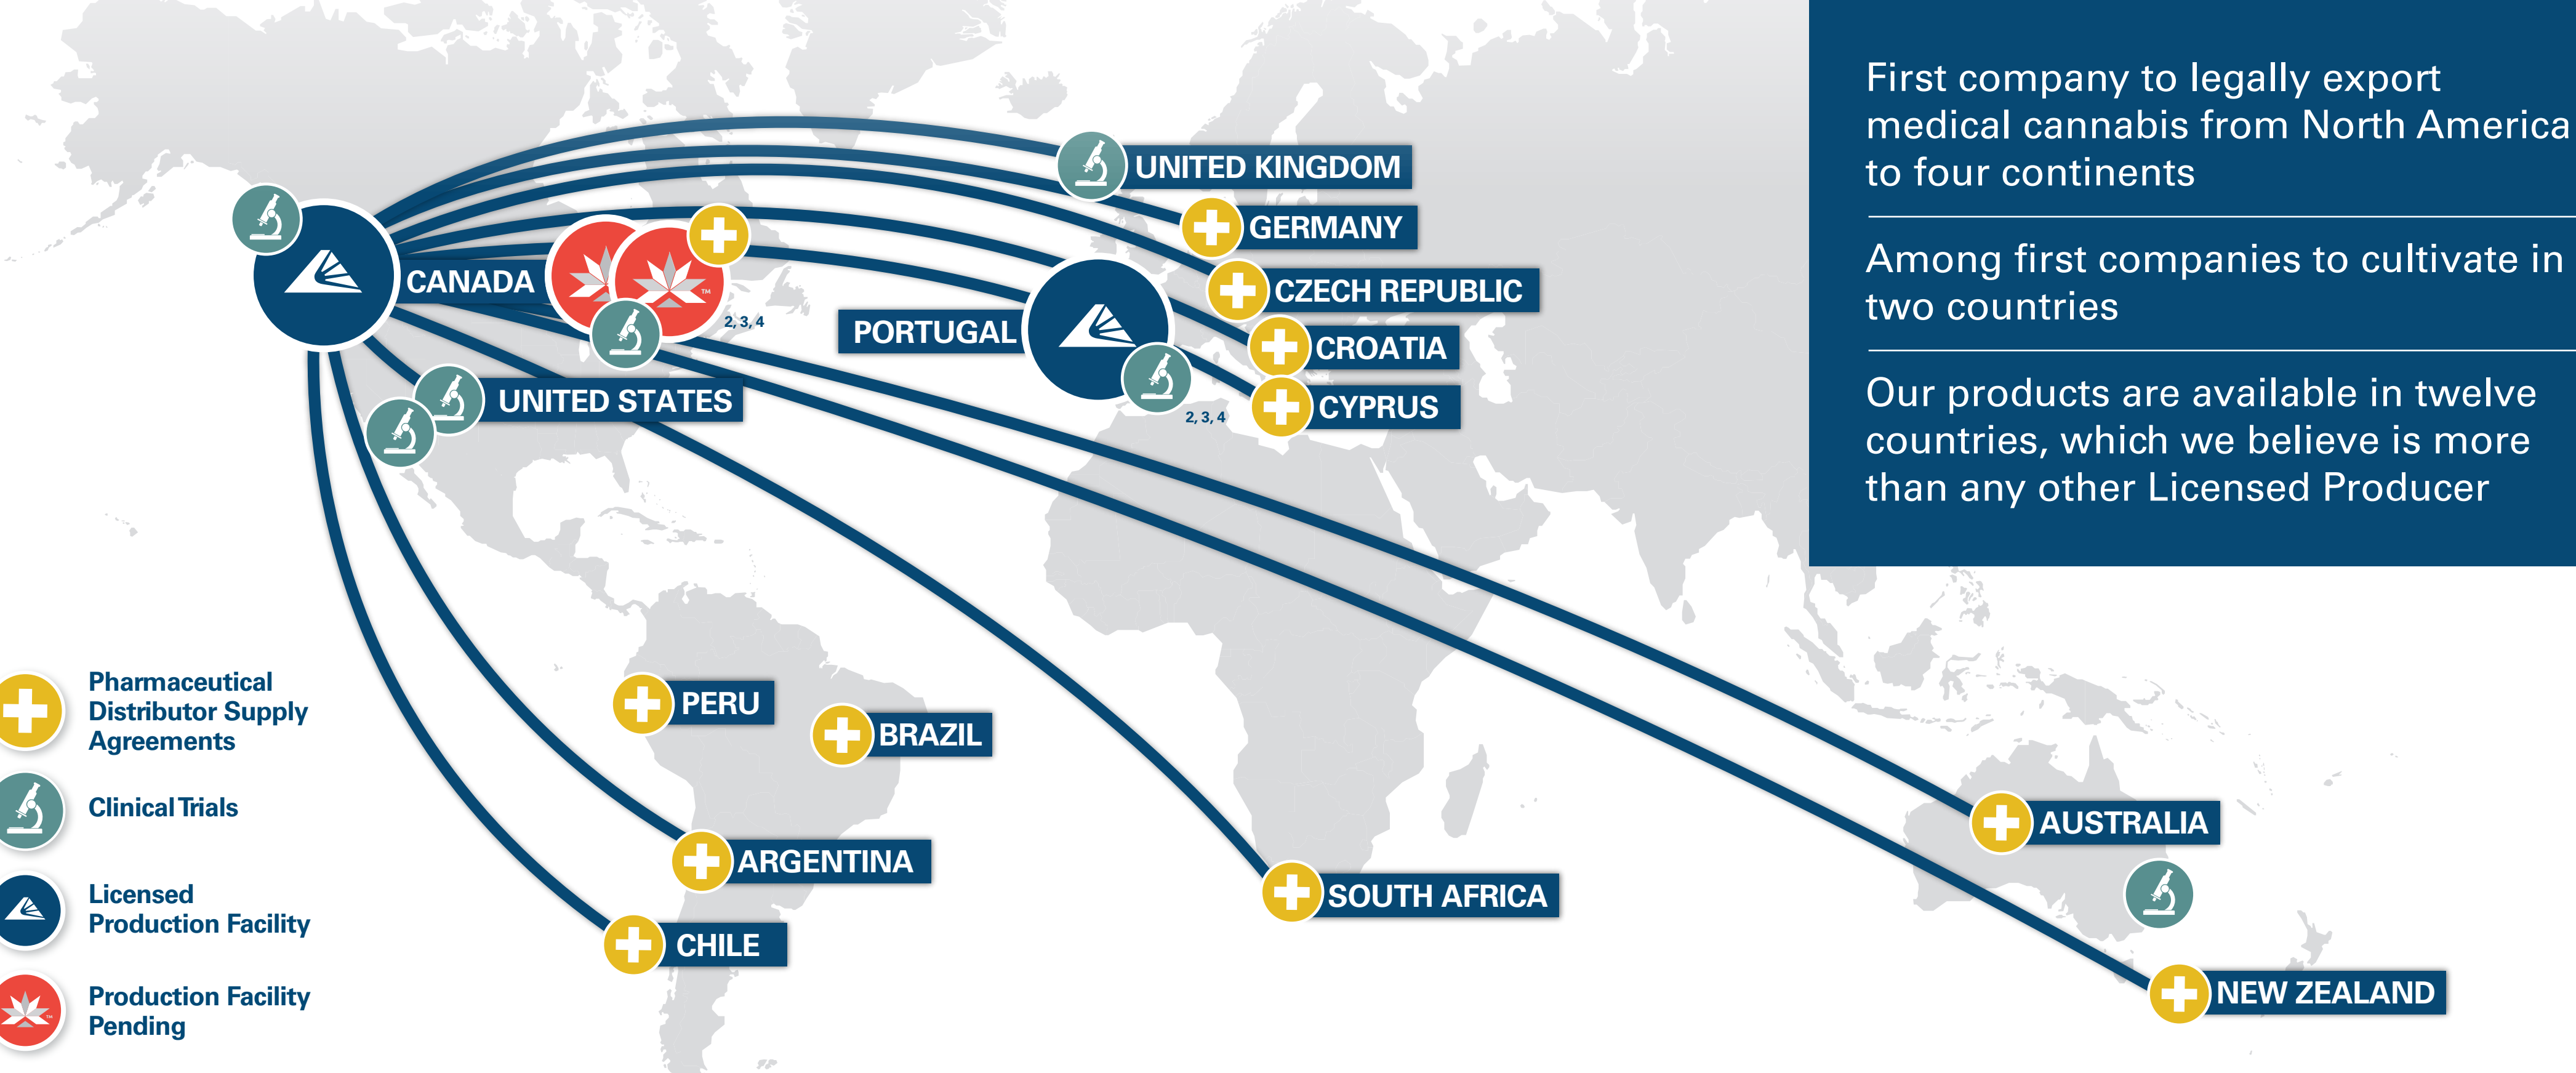 First company to legally export
medical cannabis from North America
to four continents
Among first companies to cultivate in
two countries
Our products are available in twelve
countries, which we believe is more
than any other Licensed Producer
UNITED KINGDOM
GERMANY
CANADA
TM
2, 3, 4
CZECH REPUBLIC
PORTUGAL
CROATIA
UNITED STATES
CYPRUS
2, 3, 4
PERU
BRAZIL
ARGENTINA
CHILE
SOUTH AFRICA
AUSTRALIA
NEW ZEALAND
Pharmaceutical
Distributor Supply
Agreements
Clinical Trials
Licensed
Production Facility
TM
Production Facility
Pending